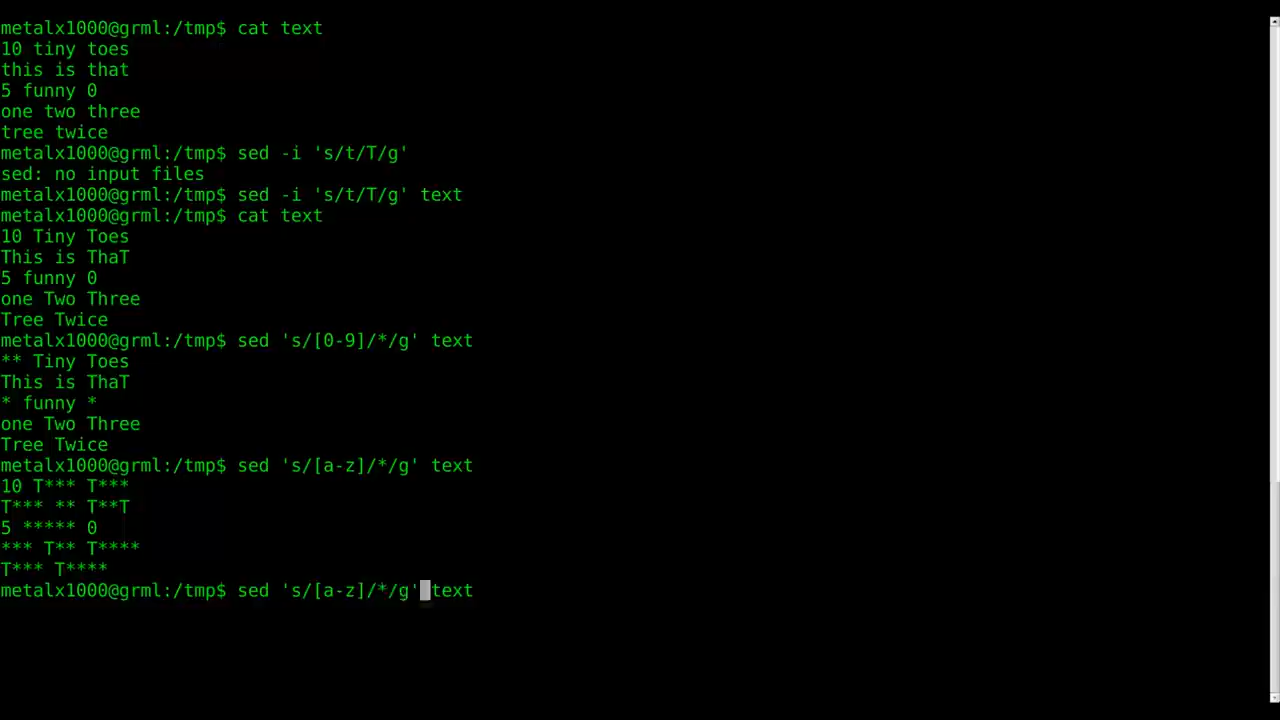 metalx1000@grml:/tmp$ cat text
10 tiny toes
this is that
5 funny 0
one two three
tree twice
metalx1000@grml:/tmp$ sed -i 's/t/T/g'
sed: no input files
metalx1000@grml:/tmp$ sed -i 's/t/T/g' text
metalx1000@grml:/tmp$ cat text
10 Tiny Toes
This is ThaT
5 funny 0
one Two Three
Tree Twice
metalx1000@grml:/tmp$ sed 's/[0-9]/*/g' text
** Tiny Toes
This is ThaT
* funny *
one Two Three
Tree Twice
metalx1000@grml:/tmp$ sed 's/[a-z]/*/g' text
10 T*** T***
T*** ** T**T
5 ***** 0
*** T** T****
T*** T****
metalx1000@grml:/tmp$ sed 's/[a-z]/*/g' text